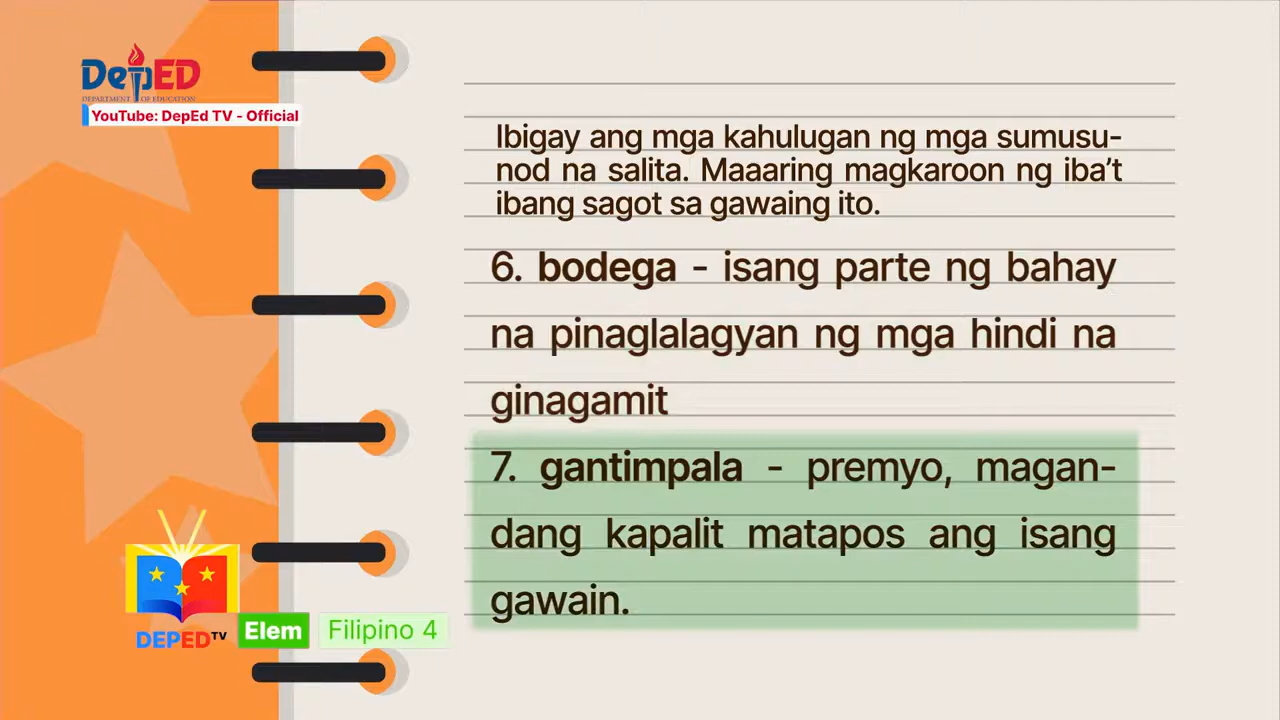 DepED
DEPARTMENT OF EDUCATION
YouTube: DepEd TV - Official
Ibigay ang mga kahulugan ng mga sumusu-
nod na salita. Maaaring magkaroon ng iba’t
ibang sagot sa gawaing ito.
6. bodega - isang parte ng bahay
na pinaglalagyan ng mga hindi na
ginagamit
7. gantimpala - premyo, magan-
dang kapalit matapos ang isang
gawain.
DEPED TV
Elem
Filipino 4